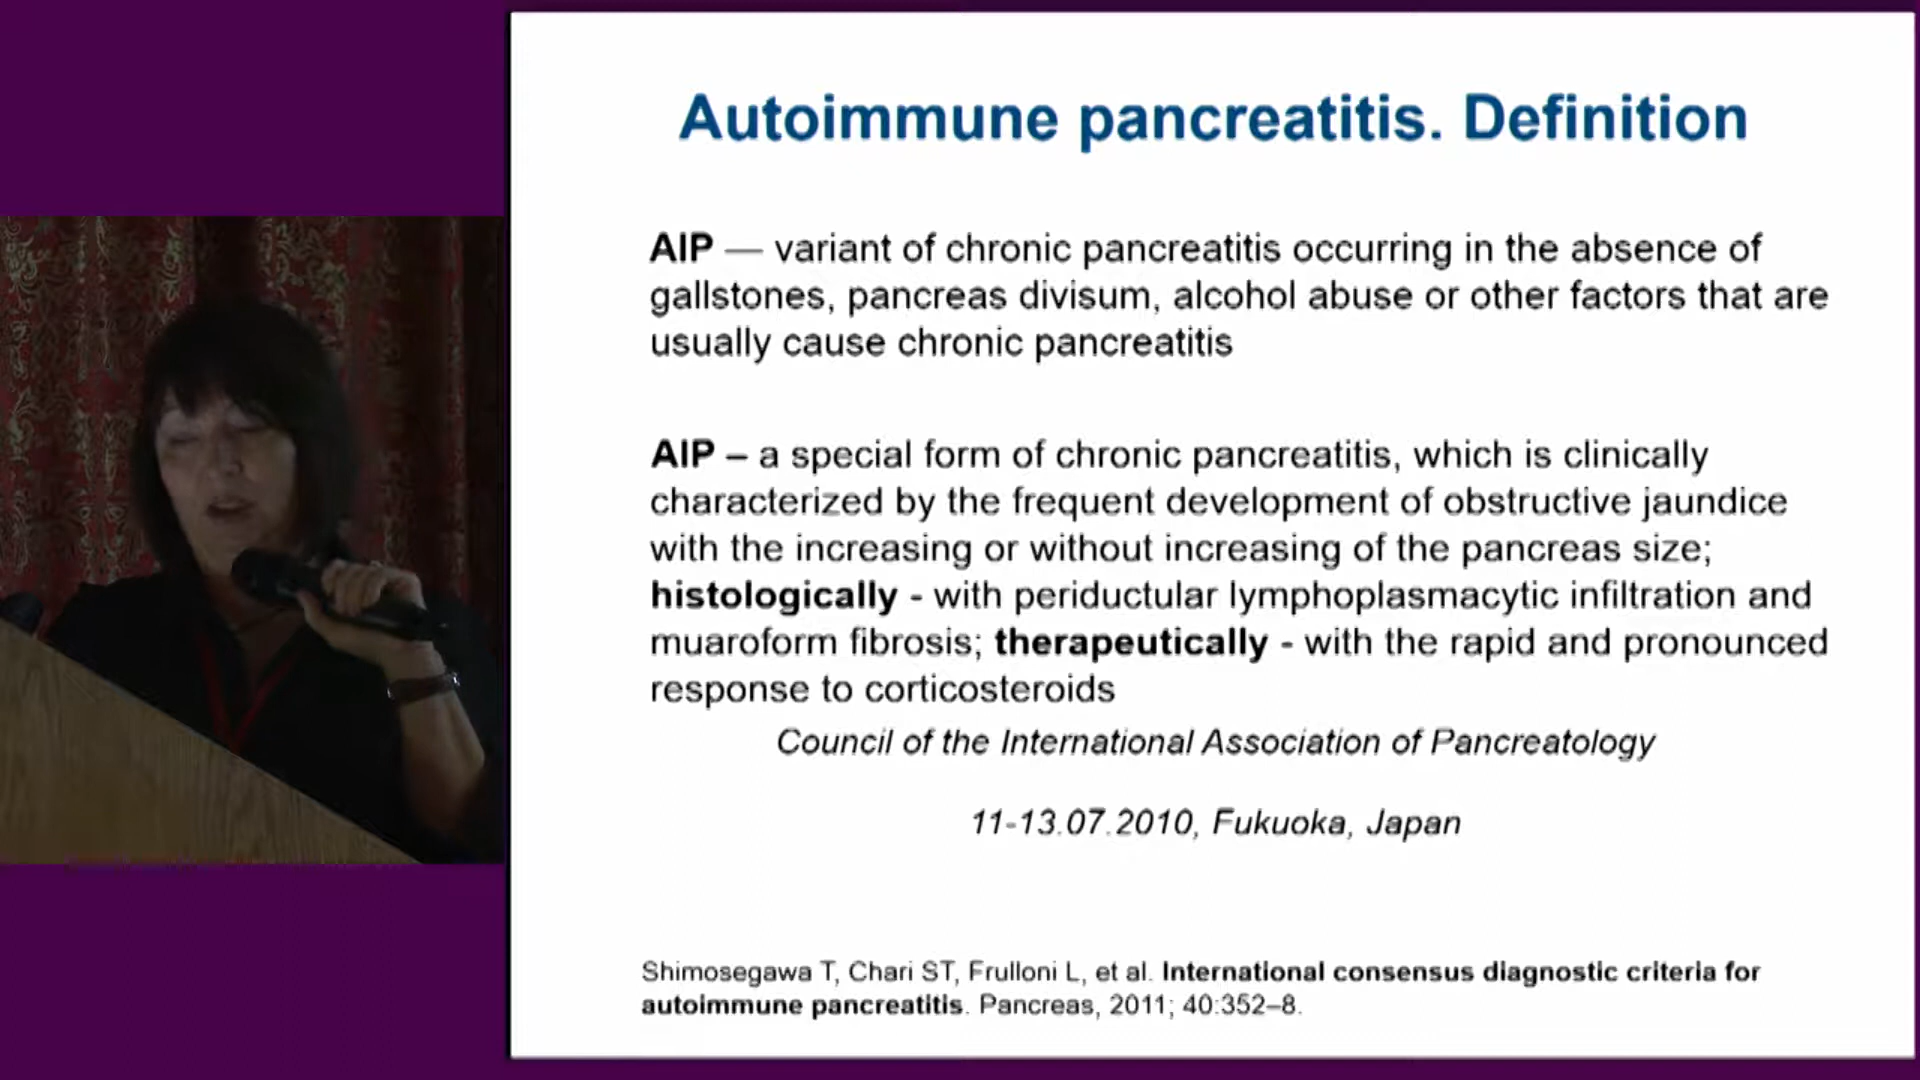 Autoimmune pancreatitis. Definition
AIP — variant of chronic pancreatitis occurring in the absence of
gallstones, pancreas divisum, alcohol abuse or other factors that are
usually cause chronic pancreatitis
AIP – a special form of chronic pancreatitis, which is clinically
characterized by the frequent development of obstructive jaundice
with the increasing or without increasing of the pancreas size;
histologically - with periductular lymphoplasmacytic infiltration and
muaroform fibrosis; therapeutically - with the rapid and pronounced
response to corticosteroids
Council of the International Association of Pancreatology
11-13.07.2010, Fukuoka, Japan
Shimosegawa T, Chari ST, Frulloni L, et al. International consensus diagnostic criteria for
autoimmune pancreatitis. Pancreas, 2011; 40:352–8.